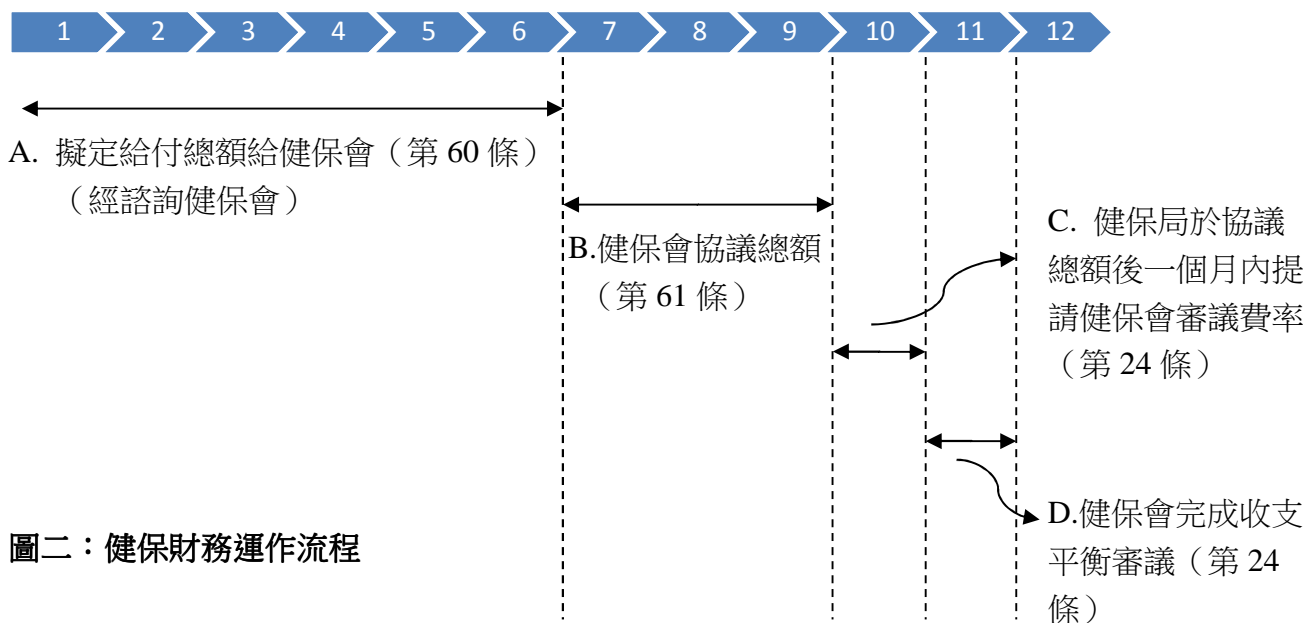 1 2 3 4 5 6 7 8 9 10 11 12
A. 擬定給付總額給健保會（第 60 條）
（經諮詢健保會）
B.健保會協議總額
（第 61 條）
C. 健保局於協議
總額後一個月內提
請健保會審議費率
（第 24 條）
D.健保會完成收支
平衡審議（第 24
條）
圖二：健保財務運作流程